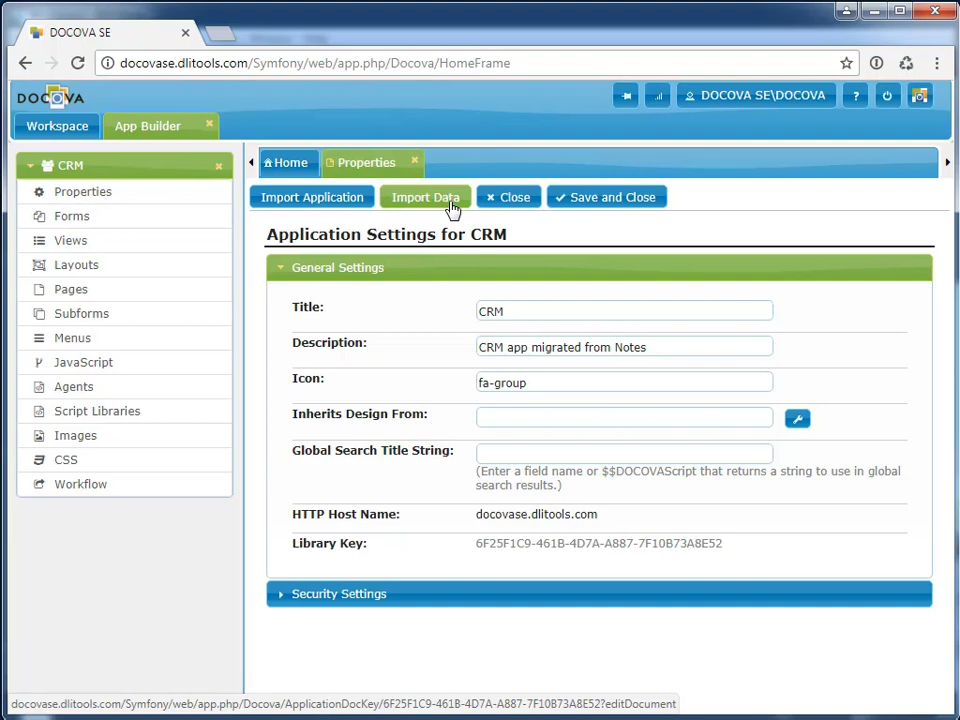 DOCOVA SE
docovase.dlitools.com/Symfony/web/app.php/Docova/HomeFrame
DOCOVA
DOCOVA SE\DOCOVA
?
Workspace
App Builder
CRM
Home
Properties
Properties
Forms
Views
Layouts
Pages
Subforms
Menus
JavaScript
Agents
Script Libraries
Images
CSS
Workflow
Import Application
Import Data
Close
Save and Close
Application Settings for CRM
General Settings
Title:
CRM
Description:
CRM app migrated from Notes
Icon:
fa-group
Inherits Design From:
Global Search Title String:
(Enter a field name or $$DOCOVAScript that returns a string to use in global
search results.)
HTTP Host Name:
docovase.dlitools.com
Library Key:
6F25F1C9-461B-4D7A-A887-7F10B73A8E52
Security Settings
docovase.dlitools.com/Symfony/web/app.php/Docova/ApplicationDocKey/6F25F1C9-461B-4D7A-A887-7F10B73A8E52?editDocument